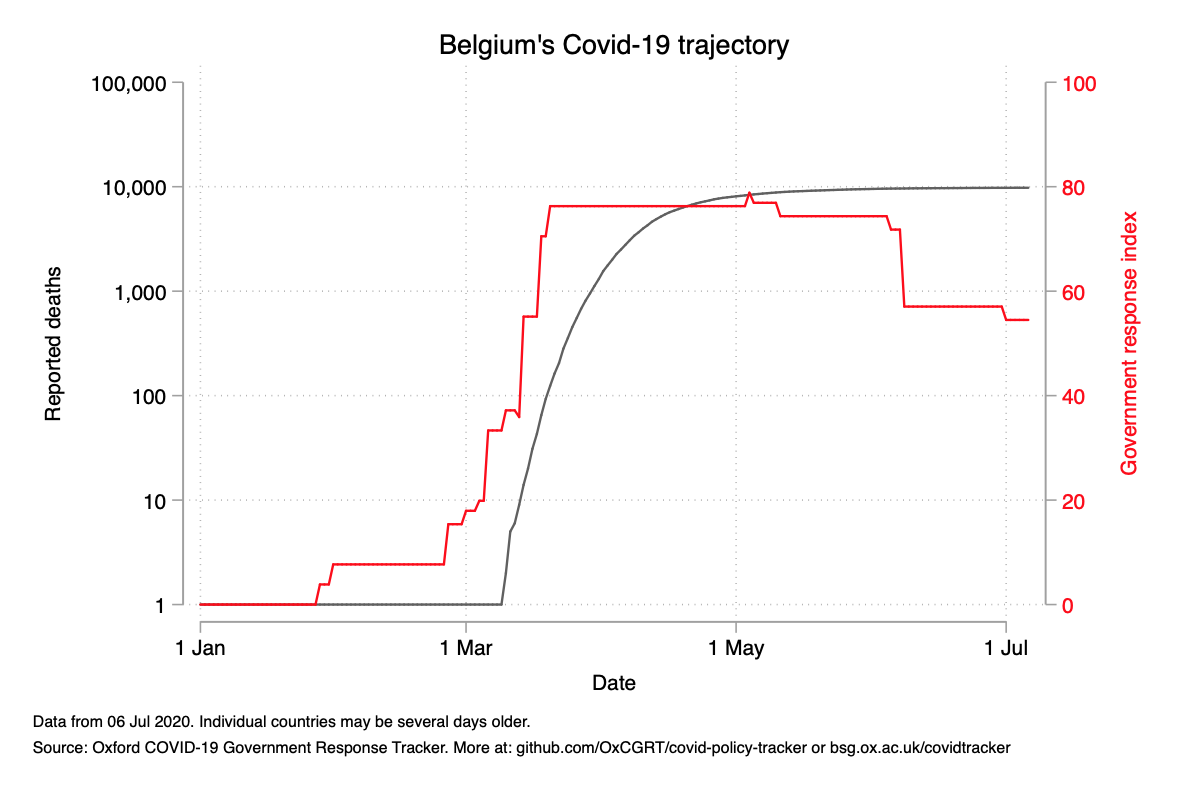 Belgium's Covid-19 trajectory
100,000
10,000
1,000
100
10
1
Reported deaths
100
80
60
40
20
0
Government response index
1 Jan
1 Mar
1 May
1 Jul
Date
Data from 06 Jul 2020. Individual countries may be several days older.
Source: Oxford COVID-19 Government Response Tracker. More at: github.com/OxCGRT/covid-policy-tracker or bsg.ox.ac.uk/covidtracker